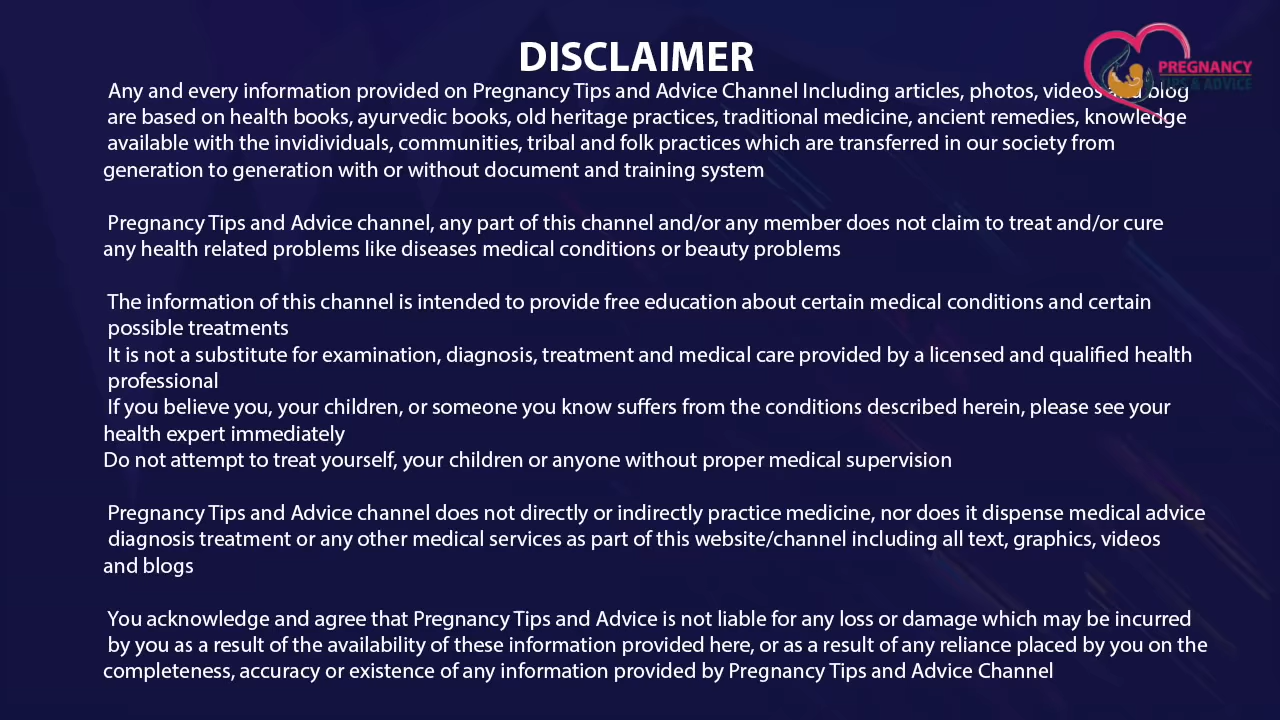 DISCLAIMER
PREGNANCY
TIPS & ADVICE
Any and every information provided on Pregnancy Tips and Advice Channel Including articles, photos, videos and blog
are based on health books, ayurvedic books, old heritage practices, traditional medicine, ancient remedies, knowledge
available with the invidividuals, communities, tribal and folk practices which are transferred in our society from
generation to generation with or without document and training system
Pregnancy Tips and Advice channel, any part of this channel and/or any member does not claim to treat and/or cure
any health related problems like diseases medical conditions or beauty problems
The information of this channel is intended to provide free education about certain medical conditions and certain
possible treatments
It is not a substitute for examination, diagnosis, treatment and medical care provided by a licensed and qualified health
professional
If you believe you, your children, or someone you know suffers from the conditions described herein, please see your
health expert immediately
Do not attempt to treat yourself, your children or anyone without proper medical supervision
Pregnancy Tips and Advice channel does not directly or indirectly practice medicine, nor does it dispense medical advice
diagnosis treatment or any other medical services as part of this website/channel including all text, graphics, videos
and blogs
You acknowledge and agree that Pregnancy Tips and Advice is not liable for any loss or damage which may be incurred
by you as a result of the availability of these information provided here, or as a result of any reliance placed by you on the
completeness, accuracy or existence of any information provided by Pregnancy Tips and Advice Channel